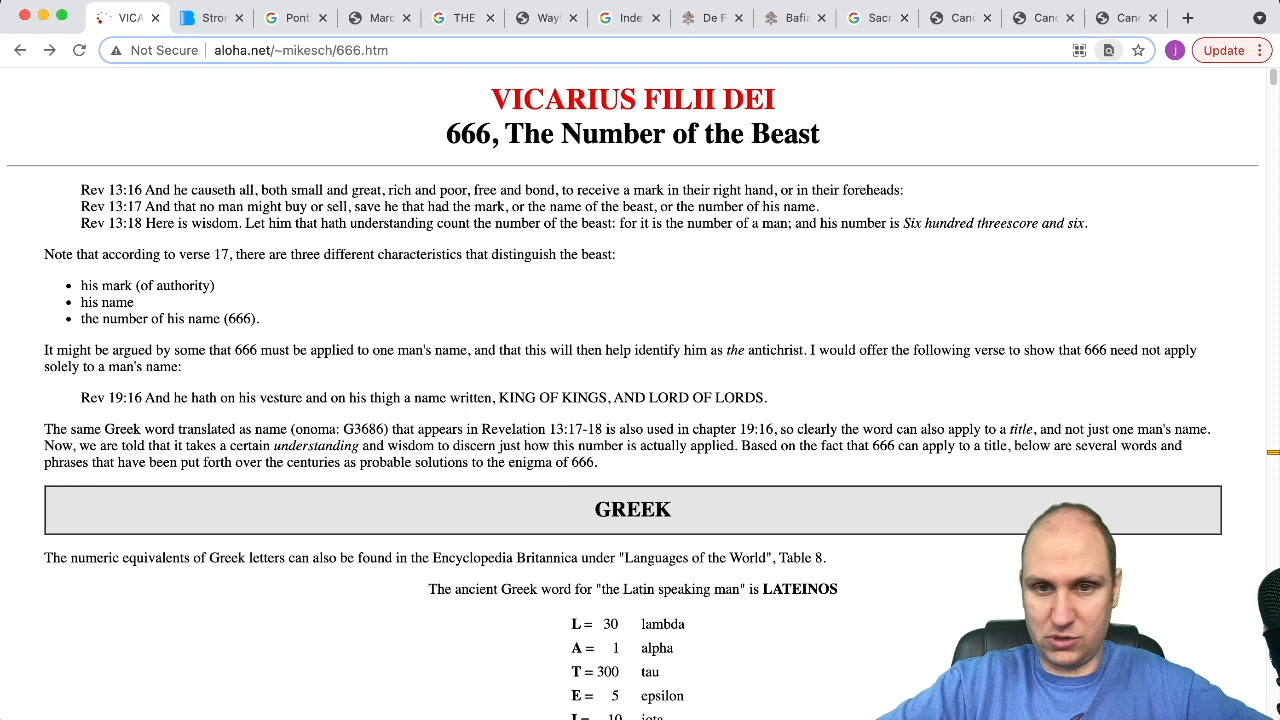 VICA
Stron
Pont
Marc
THE
Wayb
Inde
De F
Bafia
Saxo
Cano
Cano
Cano
Not Secure aloha.net/~mikesch/666.htm
j
Update
VICARIUS FILII DEI
666, The Number of the Beast
Rev 13:16 And he causeth all, both small and great, rich and poor, free and bond, to receive a mark in their right hand, or in their foreheads:
Rev 13:17 And that no man might buy or sell, save he that had the mark, or the name of the beast, or the number of his name.
Rev 13:18 Here is wisdom. Let him that hath understanding count the number of the beast: for it is the number of a man; and his number is Six hundred threescore and six.
Note that according to verse 17, there are three different characteristics that distinguish the beast:
• his mark (of authority)
• his name
• the number of his name (666).
It might be argued by some that 666 must be applied to one man's name, and that this will then help identify him as the antichrist. I would offer the following verse to show that 666 need not apply
solely to a man's name:
Rev 19:16 And he hath on his vesture and on his thigh a name written, KING OF KINGS, AND LORD OF LORDS.
The same Greek word translated as name (onoma: G3686) that appears in Revelation 13:17-18 is also used in chapter 19:16, so clearly the word can also apply to a title, and not just one man's name.
Now, we are told that it takes a certain understanding and wisdom to discern just how this number is actually applied. Based on the fact that 666 can apply to a title, below are several words and
phrases that have been put forth over the centuries as probable solutions to the enigma of 666.
GREEK
The numeric equivalents of Greek letters can also be found in the Encyclopedia Britannica under "Languages of the World", Table 8.
The ancient Greek word for "the Latin speaking man" is LATEINOS
L = 30 lambda
A = 1 alpha
T = 300 tau
E = 5 epsilon
I = 10 iota